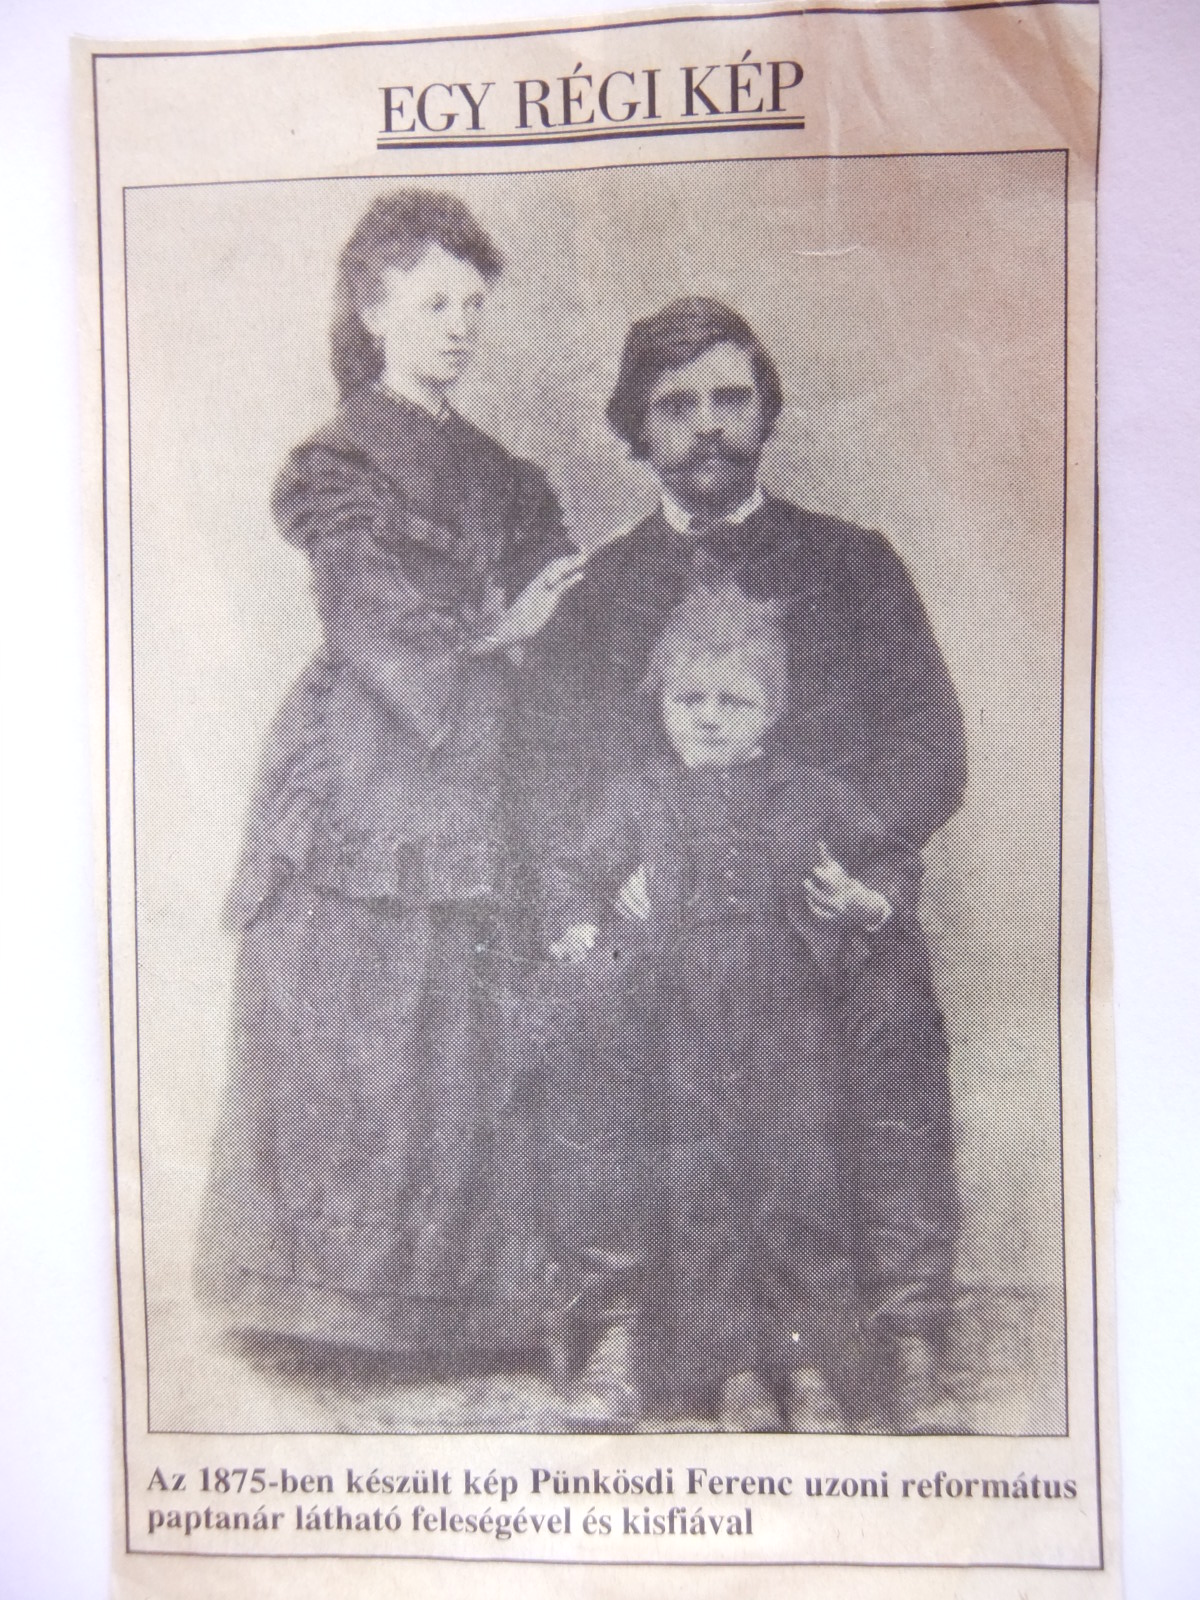 EGY RÉGI KÉP
Az 1875-ben készült kép Pünkösdi Ferenc uzoni református
paptanár látható feleségével és kisfiával